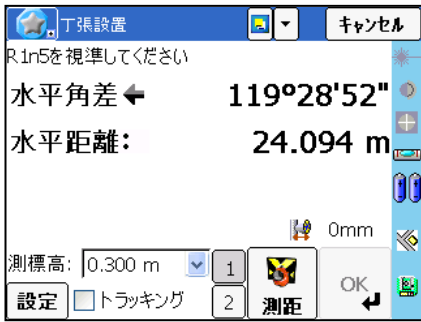 丁張設置
キャンセル
R1n5を視準してください
水平角差 119°28'52"
水平距離: 24.094 m
0mm
測標高: 0.300 m
1
2
設定
トラッキング
測距
OK